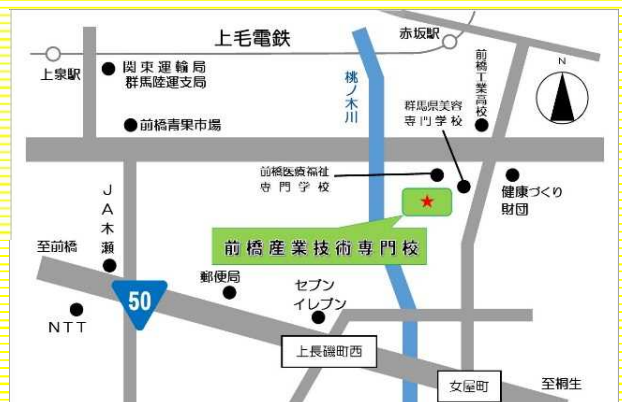 上毛電鉄
赤坂駅
上泉駅
関東運輸局
群馬陸運支局
前橋青果市場
桃ノ木川
群馬県美容
専門学校
前橋工業高校
N
前橋医療福祉
専門学校
健康づくり
財団
JA木瀬
至前橋
前橋産業技術専門校
50
郵便局
セブン
イレブン
NTT
上長磯町西
女屋町
至桐生